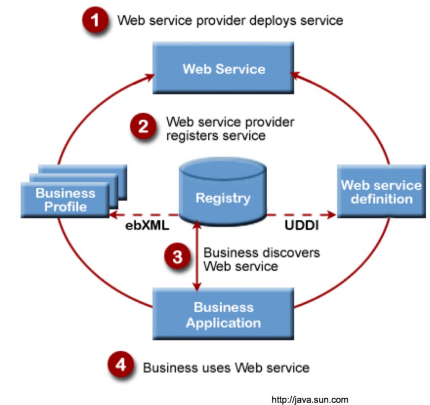 1 Web service provider deploys service
Web Service
2 Web service provider
registers service
Business
Profile
Registry
Web service
definition
ebXML
UDDI
3 Business discovers
Web service
Business
Application
4 Business uses Web service
http://java.sun.com